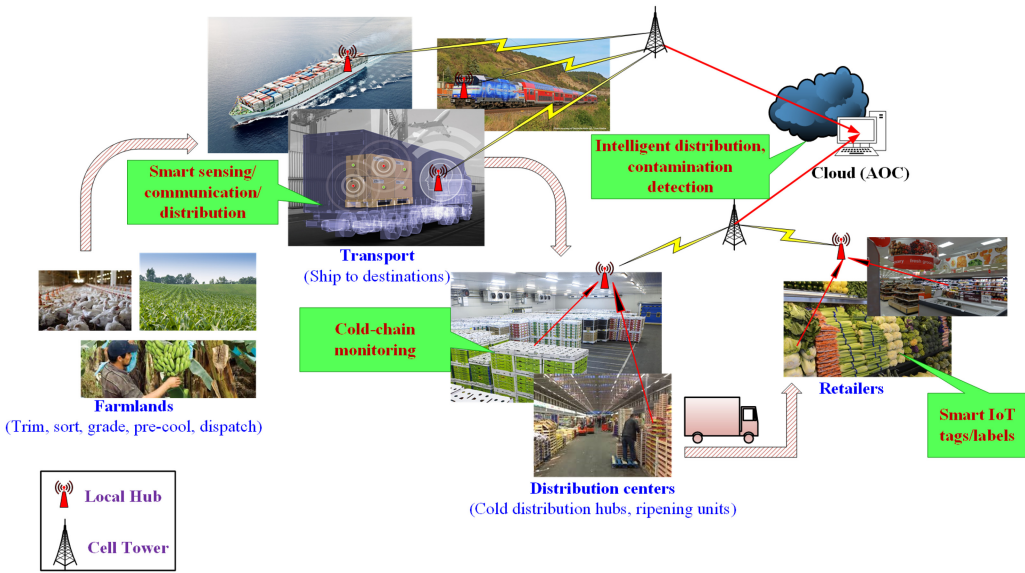 Smart sensing/
communication/
distribution
Transport
(Ship to destinations)
Intelligent distribution,
contamination
detection
Cloud (AOC)
Cold-chain
monitoring
Farmlands
(Trim, sort, grade, pre-cool, dispatch)
Retailers
Smart IoT
tags/labels
Distribution centers
(Cold distribution hubs, ripening units)
Local Hub
Cell Tower